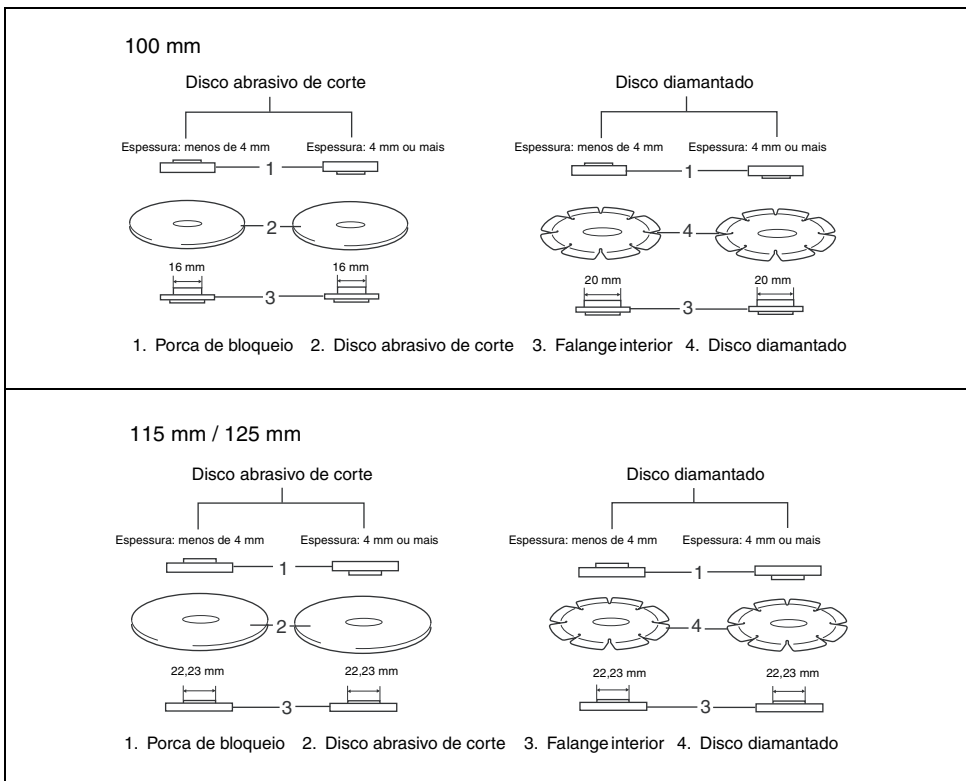 100 mm
Disco abrasivo de corte
Disco diamantado
Espessura: menos de 4 mm
Espessura: 4 mm ou mais
Espessura: menos de 4 mm
Espessura: 4 mm ou mais
1
1
2
4
16 mm
16 mm
20 mm
20 mm
3
3
1. Porca de bloqueio 2. Disco abrasivo de corte 3. Falange interior 4. Disco diamantado
115 mm / 125 mm
Disco abrasivo de corte
Disco diamantado
Espessura: menos de 4 mm
Espessura: 4 mm ou mais
Espessura: menos de 4 mm
Espessura: 4 mm ou mais
1
1
2
4
22,23 mm
22,23 mm
22,23 mm
22,23 mm
3
3
1. Porca de bloqueio 2. Disco abrasivo de corte 3. Falange interior 4. Disco diamantado